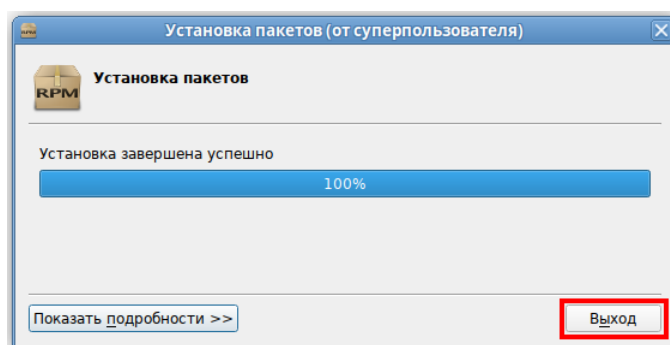 Установка пакетов (от суперпользователя)
RPM
Установка пакетов
Установка завершена успешно
100%
Показать подробности >>
Выход